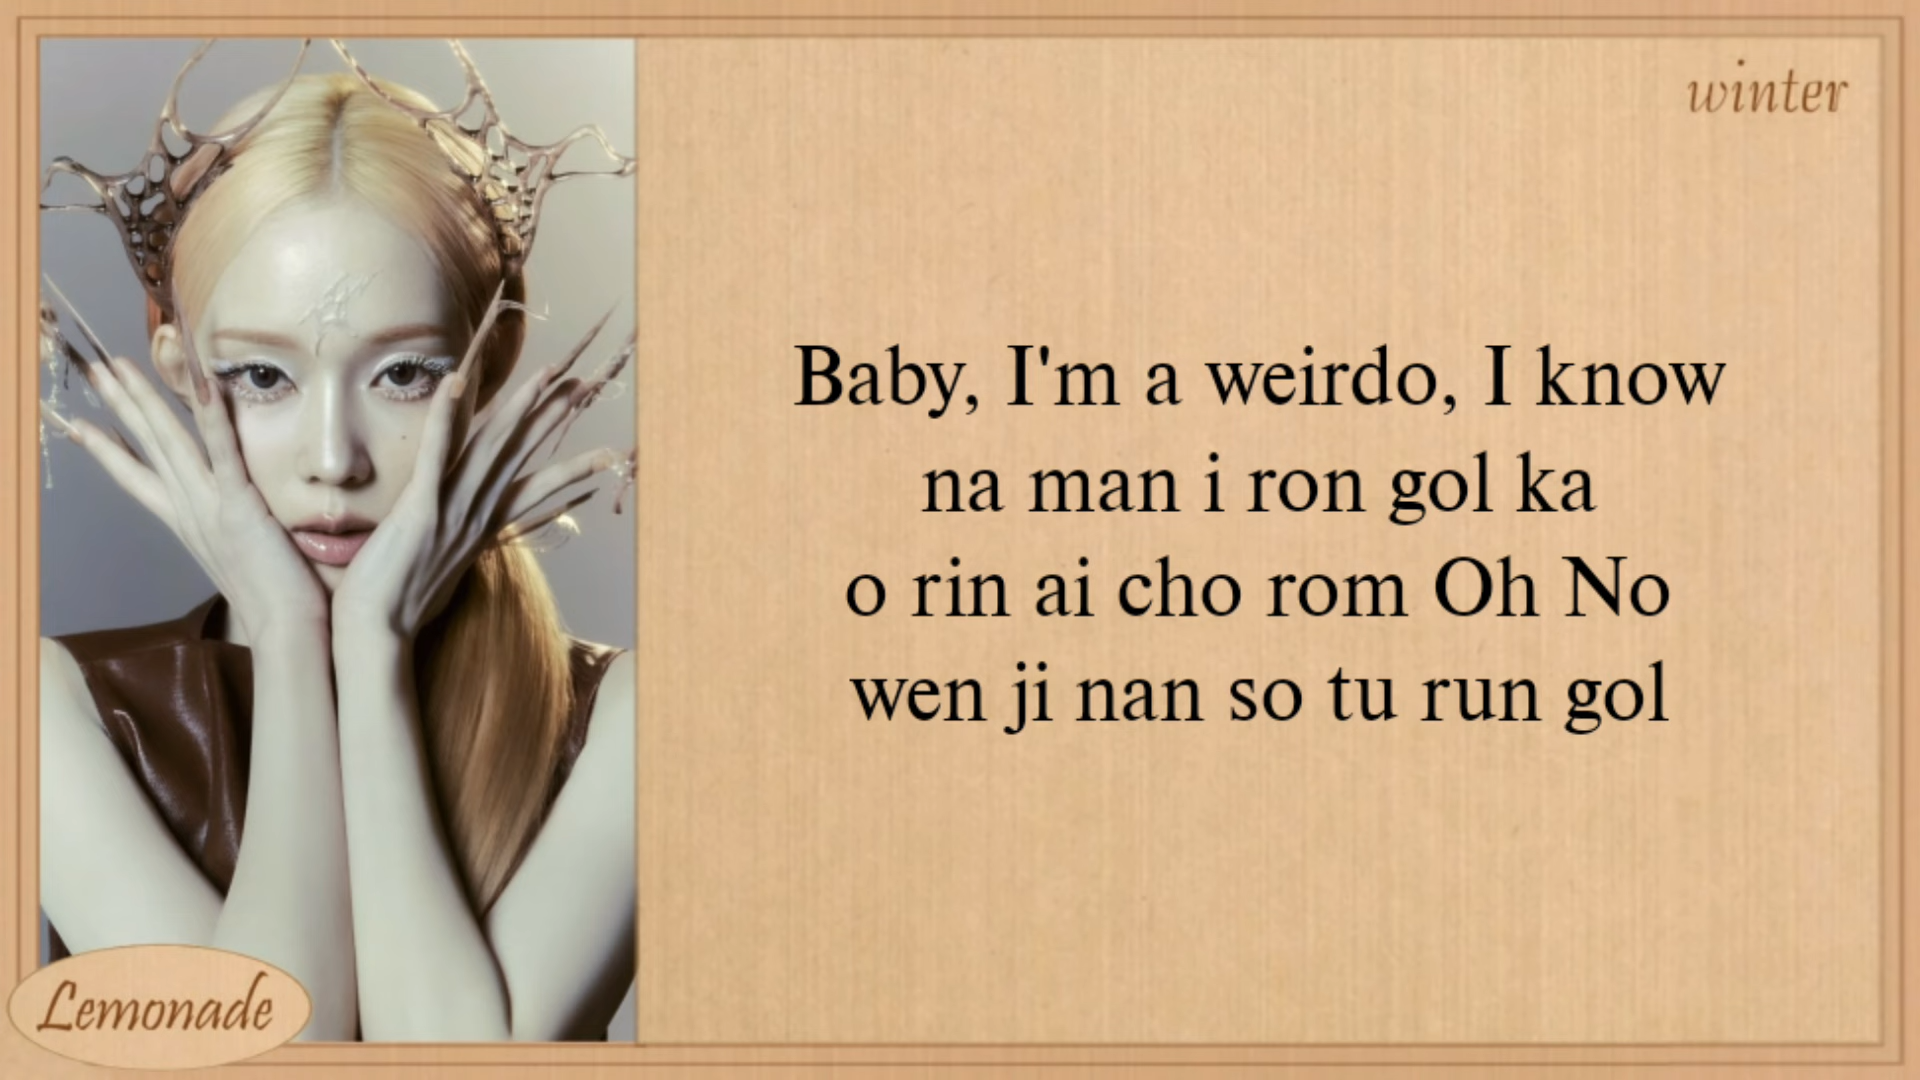 winter
Baby, I'm a weirdo, I know
na man i ron gol ka
o rin ai cho rom Oh No
wen ji nan so tu run gol
Lemonade